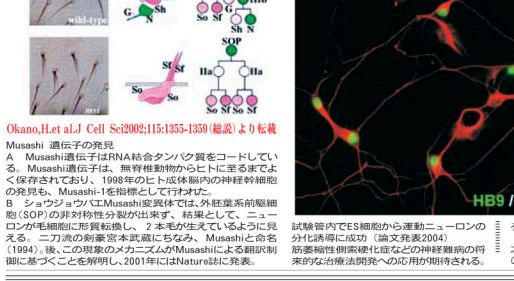 wild-type
G
Sh
N
So Sf Sh N
G
IIIb
SOP
IIa IIa
So Sf So Sf
msi
Sf Sf
So So
Okano,H.et al.J Cell Sci2002;115:1355-1359(総説)より転載
Musashi 遺伝子の発見
A Musashi遺伝子はRNA結合タンパク質をコードしてい
る。Musashi遺伝子は、無脊椎動物からヒトに至るまでよ
く保存されており、1998年のヒト成体脳内の神経幹細胞
の発見も、Musashi-1を指標として行われた。
B ショウジョウバエMusashi変異体では、外胚葉系前駆細
胞(SOP)の非対称性分裂が出来ず、結果として、ニュー
ロンが毛細胞に形質転換し、2本毛が生えているように見
える。二刀流の剣豪宮本武蔵にちなみ、Musashiと命名
(1994)。後、この現象のメカニズムがMusashiによる翻訳制
御に基づくことを解明し、2001年にはNature誌に発表。
HB9 /
試験管内でES細胞から運動ニューロンの
分化誘導に成功(論文発表2004)
筋萎縮性側索硬化症などの神経難病の将
来的な治療法開発への応用が期待される。